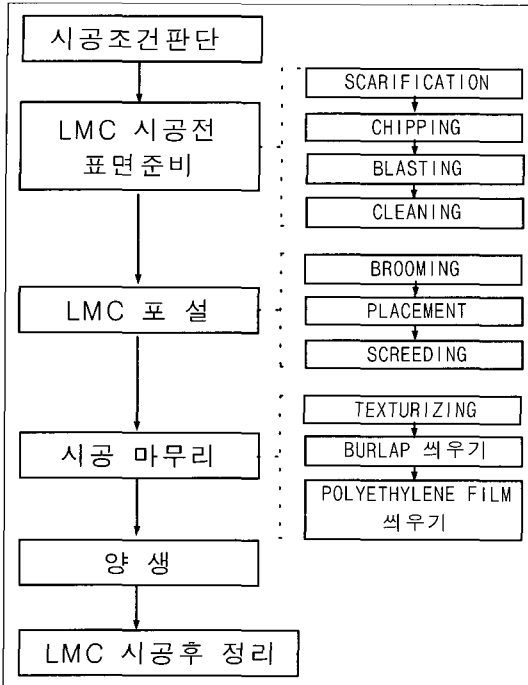 시공조건판단
LMC 시공전
표면준비
SCARIFICATION
CHIPPING
BLASTING
CLEANING
LMC 포 설
BROOMING
PLACEMENT
SCREEDING
시공 마무리
TEXTURIZING
BURLAP 씌우기
POLYETHYLENE FILM
씌우기
양 생
LMC 시공후 정리